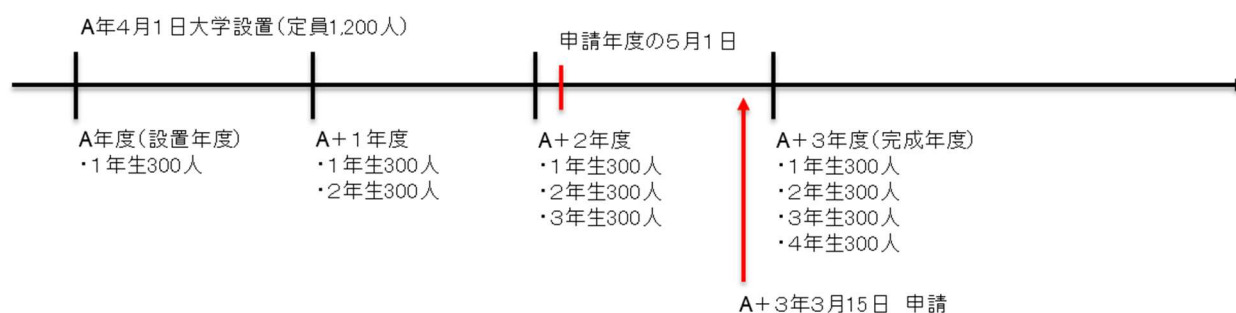 A年4月1日大学設置(定員1,200人)
申請年度の5月1日
A年度(設置年度)
・1年生300人
A+1年度
・1年生300人
・2年生300人
A+2年度
・1年生300人
・2年生300人
・3年生300人
A+3年度(完成年度)
・1年生300人
・2年生300人
・3年生300人
・4年生300人
A+3年3月15日 申請